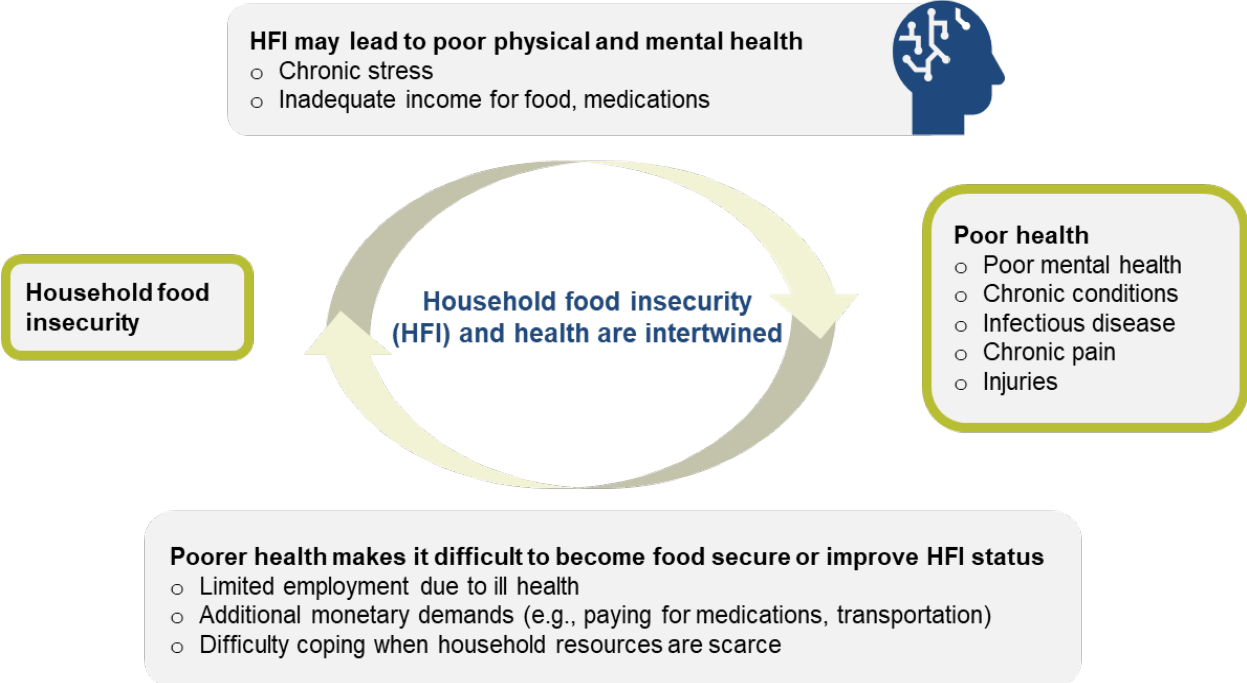 HFI may lead to poor physical and mental health
o Chronic stress
o Inadequate income for food, medications
Household food
insecurity
Household food insecurity
(HFI) and health are intertwined
Poor health
o Poor mental health
o Chronic conditions
o Infectious disease
o Chronic pain
o Injuries
Poorer health makes it difficult to become food secure or improve HFI status
o Limited employment due to ill health
o Additional monetary demands (e.g., paying for medications, transportation)
o Difficulty coping when household resources are scarce